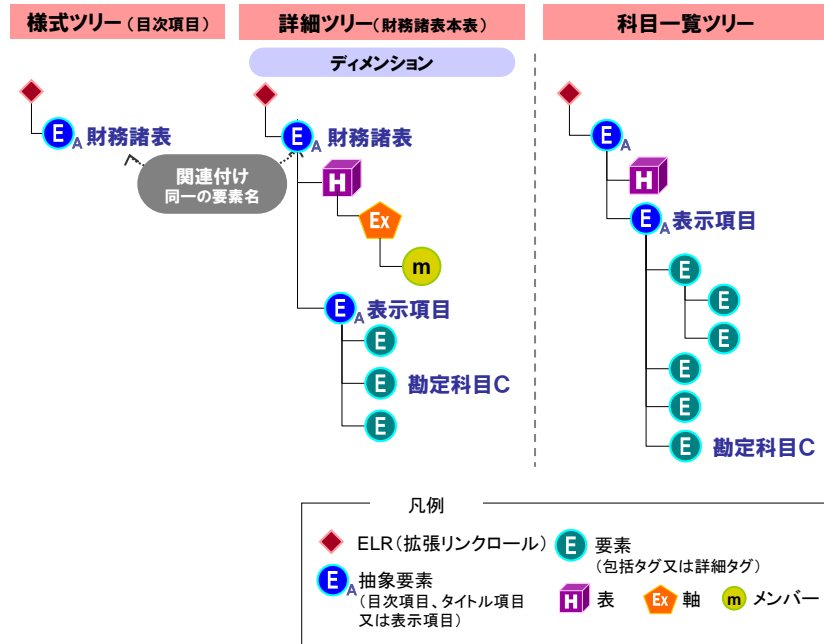 様式ツリー（目次項目）
詳細ツリー（財務諸表本表）
科目一覧ツリー
ディメンション
E
A
財務諸表
関連付け
同一の要素名
E
A
財務諸表
H
Ex
m
E
A
表示項目
E
E
勘定科目C
E
E
A
H
E
A
表示項目
E
E
E
E
E
E
勘定科目C
凡例
ELR（拡張リンクロール）
E
要素
（包括タグ又は詳細タグ）
E
A
抽象要素
（目次項目、タイトル項目
又は表示項目）
H
表
Ex
軸
m
メンバー